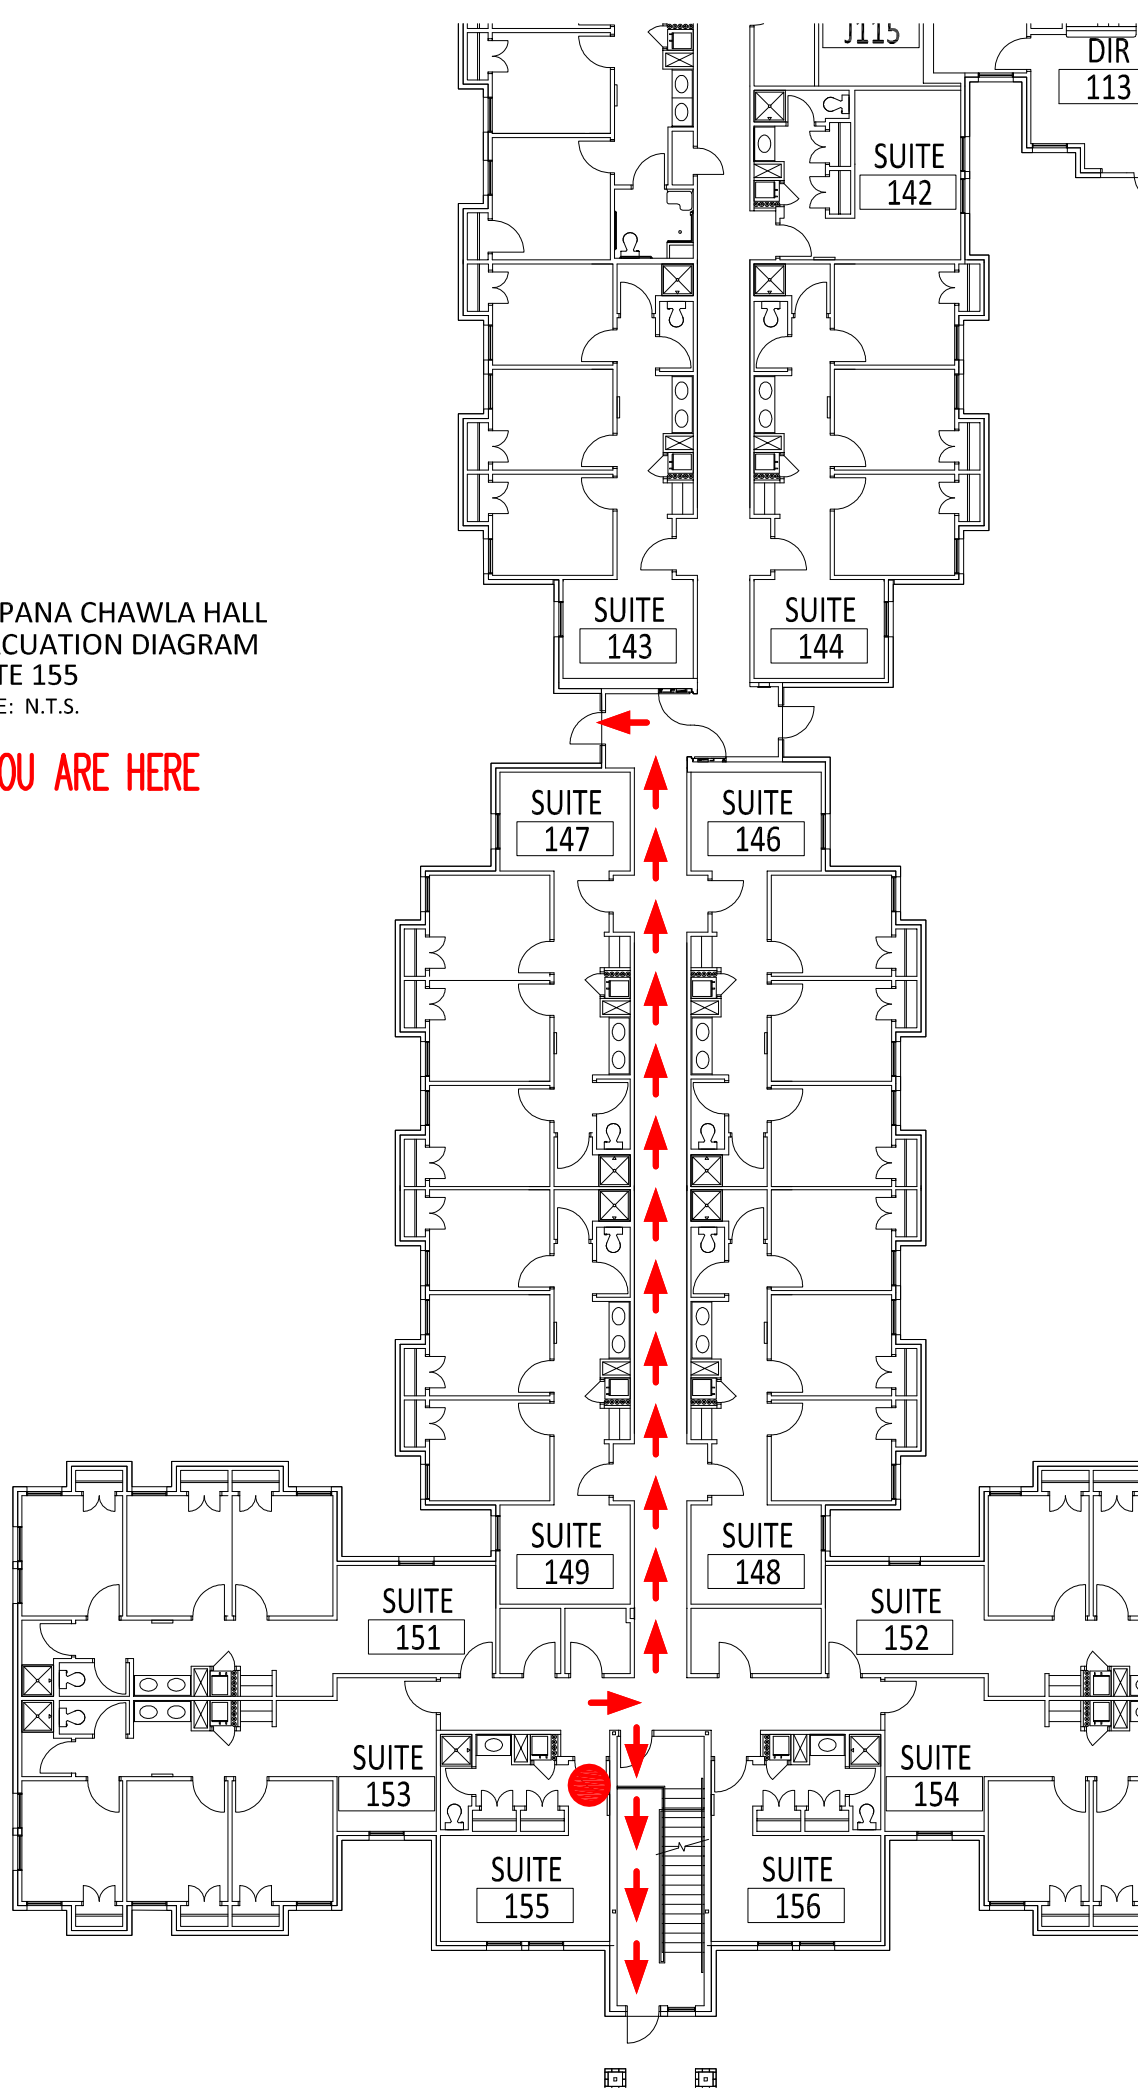 J115
DIR
113
SUITE
142
PANA CHAWLA HALL
CUATION DIAGRAM
TE 155
E: N.T.S.
OU ARE HERE
SUITE
143
SUITE
144
SUITE
147
SUITE
146
SUITE
149
SUITE
148
SUITE
151
SUITE
152
SUITE
153
SUITE
154
SUITE
155
SUITE
156